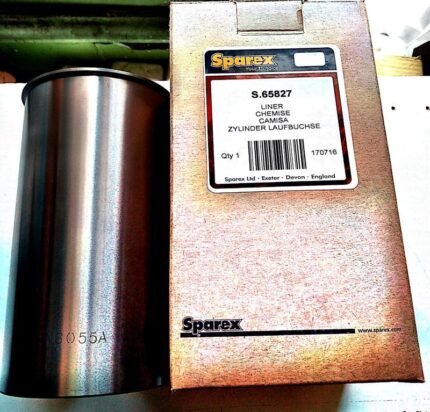 Sparex
S.65827
LINER
CHEMISE
CAMISA
ZYLINDER LAUFBUCHSE
Qty 1
170716
Sparex Ltd · Exeter · Devon · England
Sparex
www.sparex.com
055A